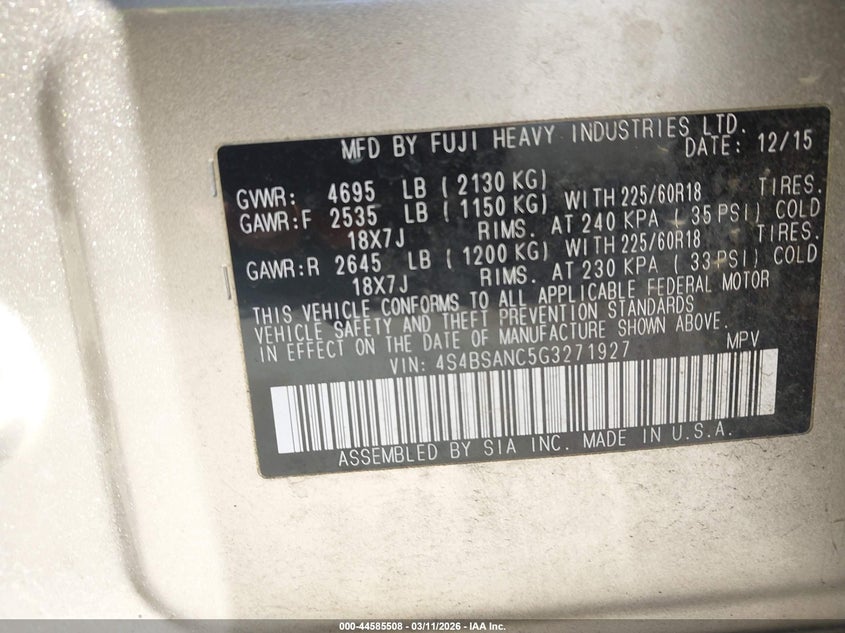 MFD BY FUJI HEAVY INDUSTRIES LTD.
DATE: 12/15
GVWR: 4695 LB ( 2130 KG)
GAWR:F 2535 LB ( 1150 KG) WITH 225/60R18 TIRES.
18X7J RIMS. AT 240 KPA ( 35 PSI) COLD
GAWR:R 2645 LB ( 1200 KG) WITH 225/60R18 TIRES.
18X7J RIMS. AT 230 KPA ( 33 PSI) COLD
THIS VEHICLE CONFORMS TO ALL APPLICABLE FEDERAL MOTOR
VEHICLE SAFETY AND THEFT PREVENTION STANDARDS
IN EFFECT ON THE DATE OF MANUFACTURE SHOWN ABOVE.
VIN: 4S4BSANC5G3271927 MPV
ASSEMBLED BY SIA INC. MADE IN U.S.A.
000-44585508 - 03/11/2026 - IAA Inc.